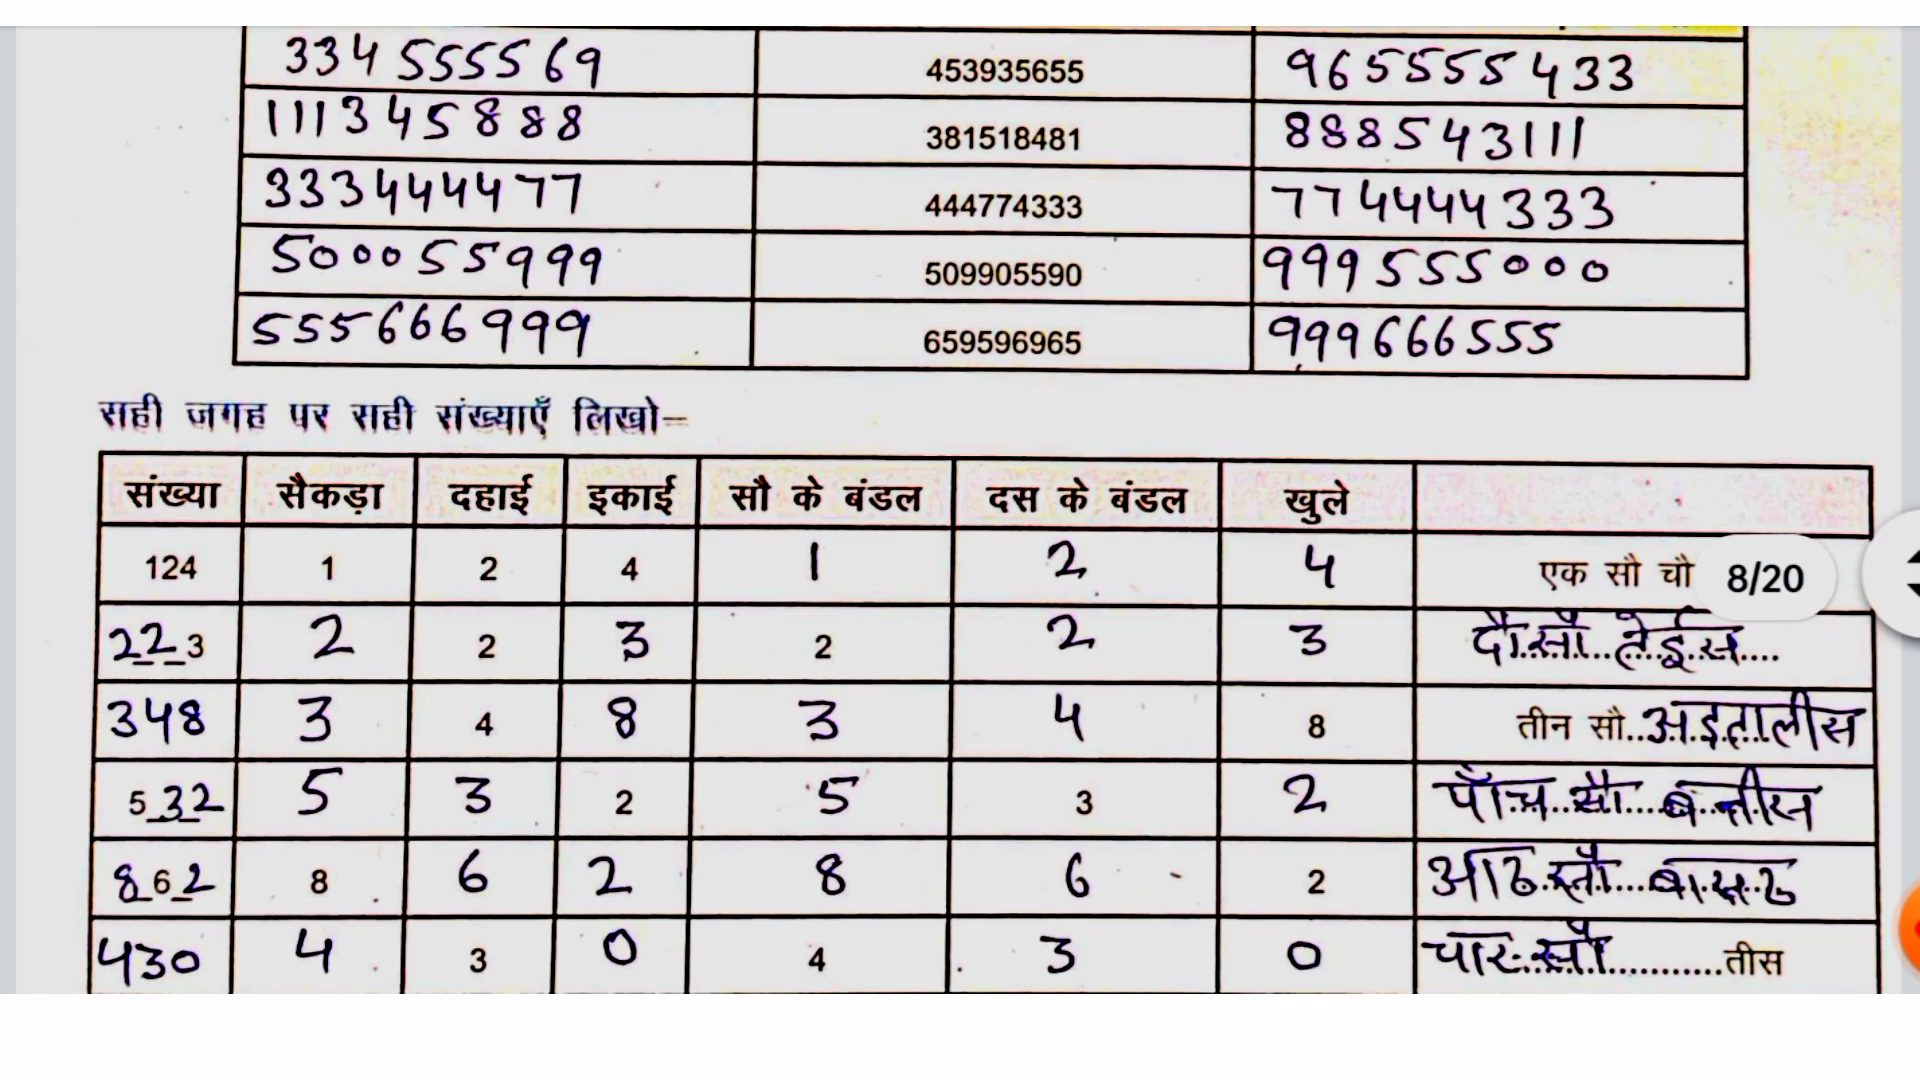 334555569 453935655 965555433
111345888 381518481 888543111
333444477 444774333 774444333
500055999 509905590 999555000
555666999 659596965 999666555
सही जगह पर सही संख्याएँ लिखो–
संख्या सैकड़ा दहाई इकाई सौ के बंडल दस के बंडल खुले
124 1 2 4 1 2 4 एक सौ चौ 8/20
223 2 2 3 2 2 3 दौ सौ तेईस
348 3 4 8 3 4 8 तीन सौ अड़तालीस
532 5 3 2 5 3 2 पाँच सौ बत्तीस
862 8 6 2 8 6 2 आठ सौ बासठ
430 4 3 0 4 3 0 चार सौ तीस